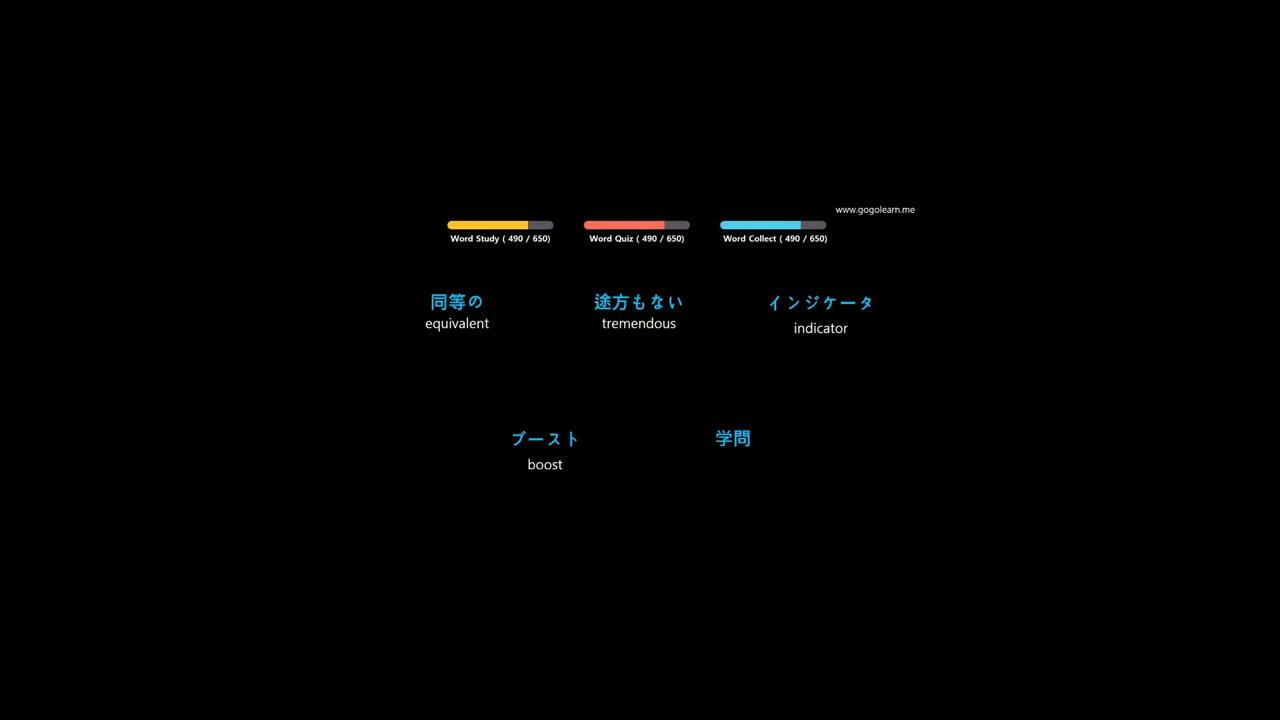 www.gogolearn.me
Word Study ( 490 / 650)
Word Quiz ( 490 / 650)
Word Collect ( 490 / 650)
同等の
equivalent
途方もない
tremendous
インジケータ
indicator
ブースト
boost
学問